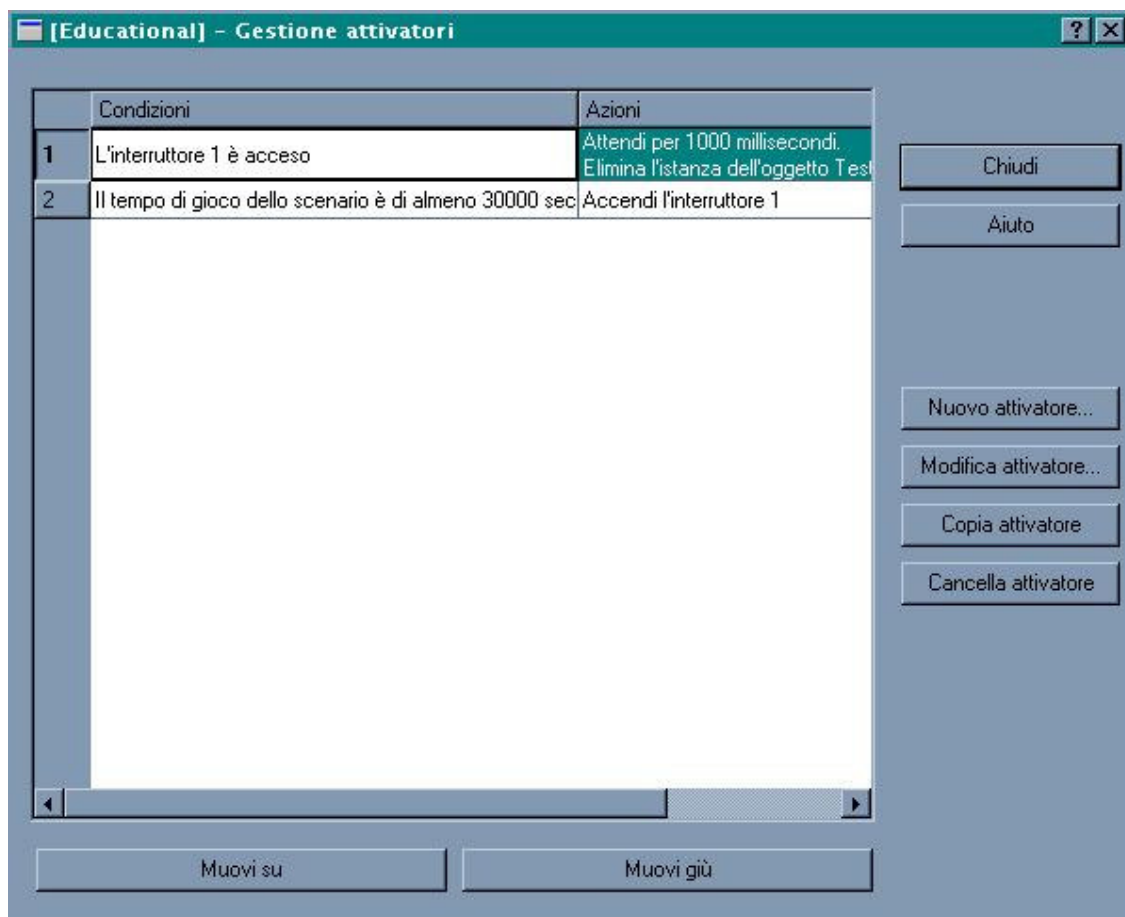 [Educational] - Gestione attivatori
? X
Condizioni Azioni
1 L'interruttore 1 è acceso Attendi per 1000 millisecondi.
Elimina l'istanza dell'oggetto Test
2 Il tempo di gioco dello scenario è di almeno 30000 sec Accendi l'interruttore 1
Chiudi
Aiuto
Nuovo attivatore...
Modifica attivatore...
Copia attivatore
Cancella attivatore
Muovi su Muovi giù